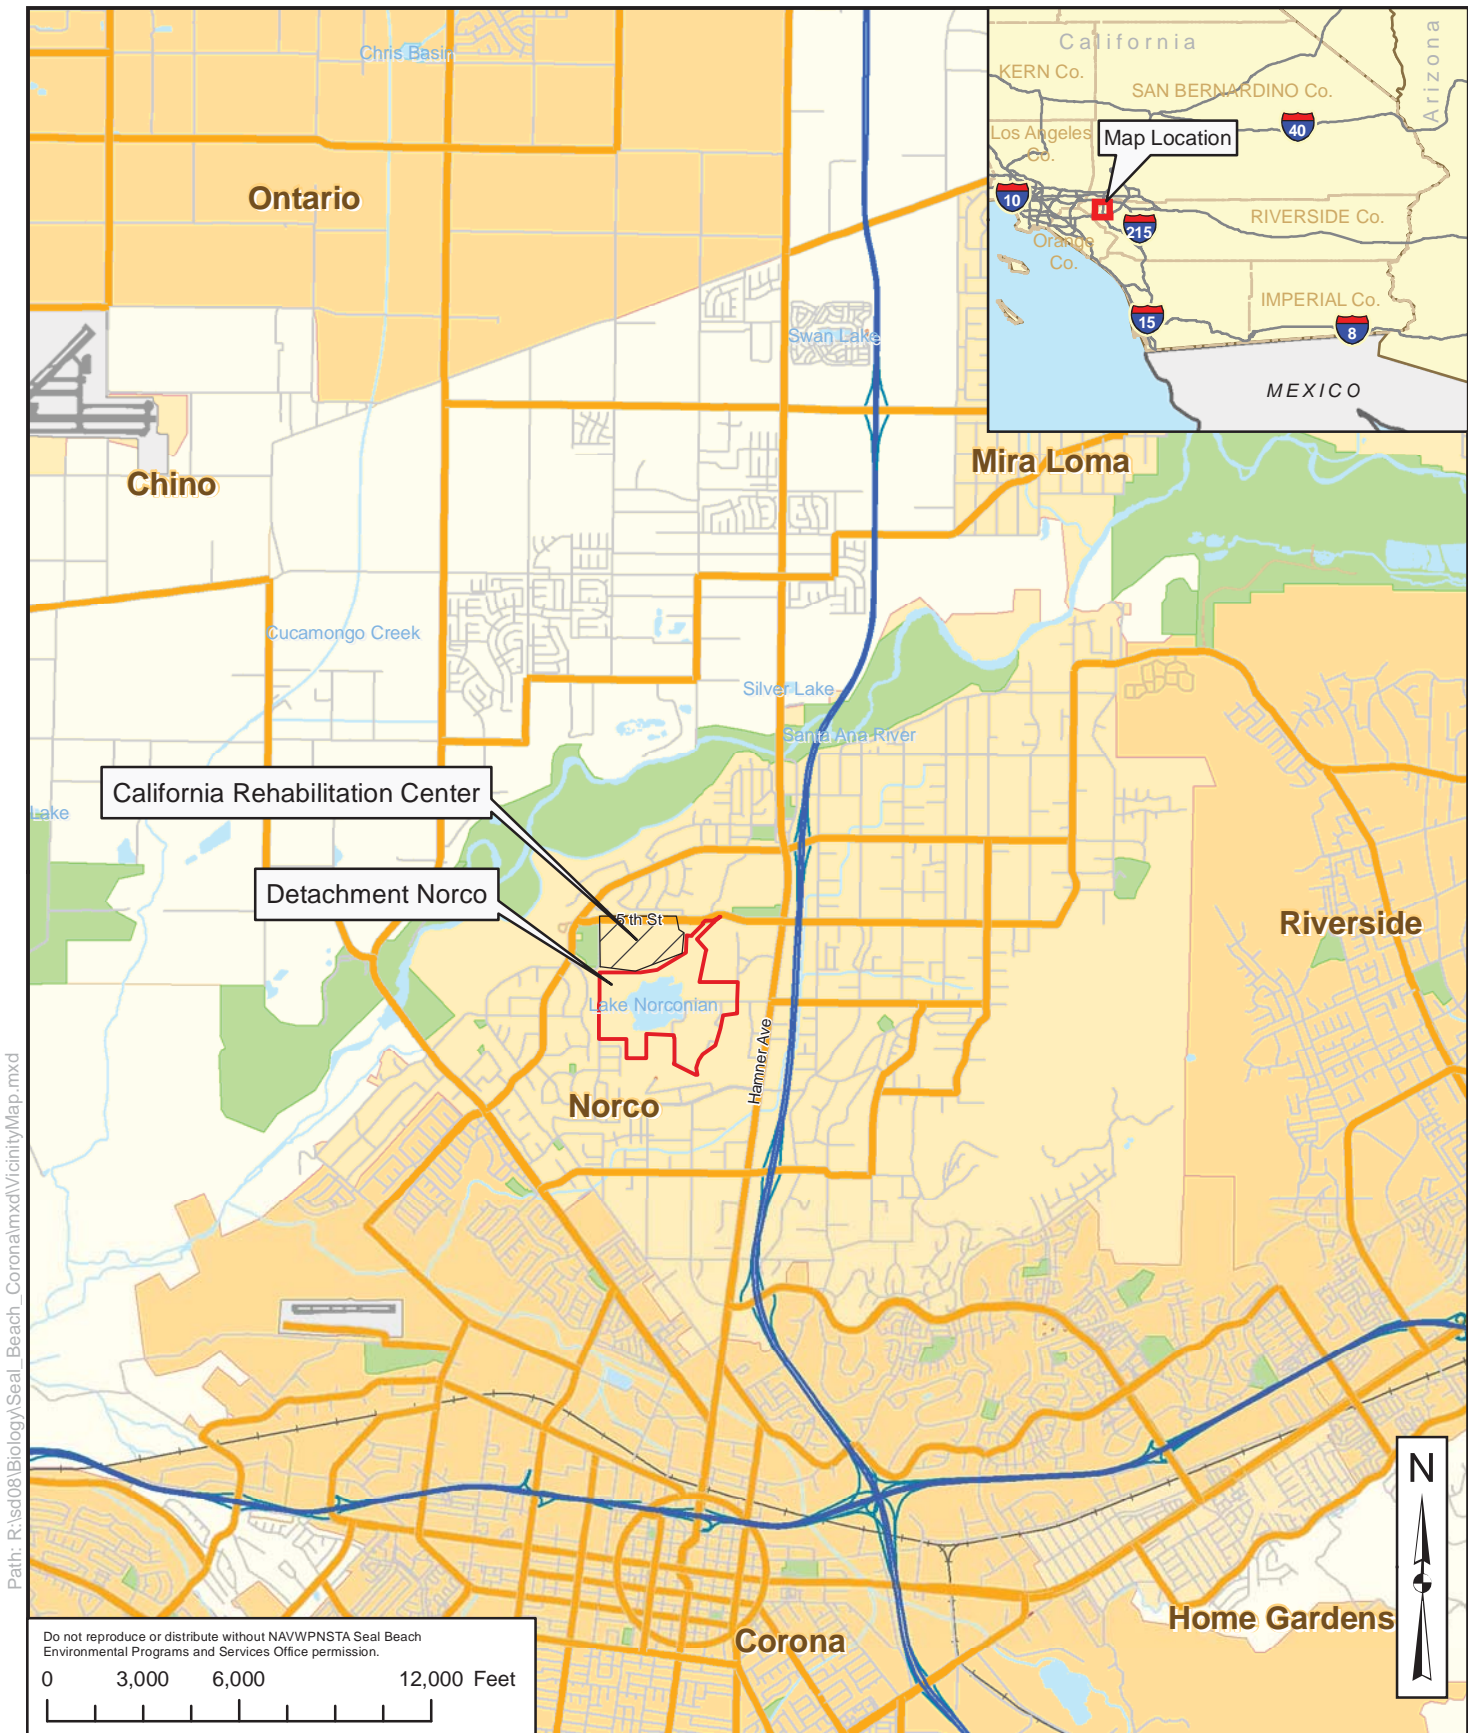 Chris Basin
Ontario
California
Arizona
KERN Co.
SAN BERNARDINO Co.
40
Los Angeles
Co.
Map Location
10
215
RIVERSIDE Co.
Orange
Co.
IMPERIAL Co.
15
8
MEXICO
Swan Lake
Chino
Mira Loma
Cucamongo Creek
Silver Lake
Santa Ana River
California Rehabilitation Center
Lake
Detachment Norco
5 th St
Riverside
Lake Norconian
Hamner Ave
Norco
Path: R:\sd08\Biology\Seal_Beach_Corona\mxd\VicinityMap.mxd
N
Home Gardens
Corona
Do not reproduce or distribute without NAVWPNSTA Seal Beach
Environmental Programs and Services Office permission.
0 3,000 6,000 12,000 Feet